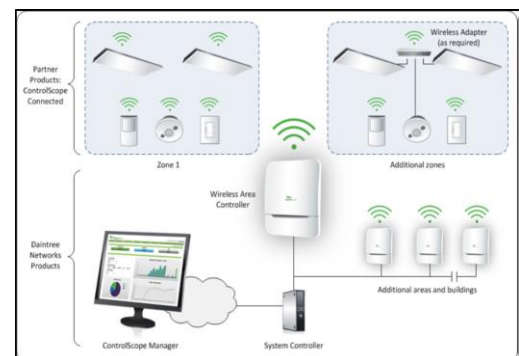 Partner
Products:
ControlScope
Connected
Wireless Adapter
(as required)
Zone 1
Additional zones
Wireless Area
Controller
Daintree
Networks
Products
Additional areas and buildings
ControlScope Manager
System Controller